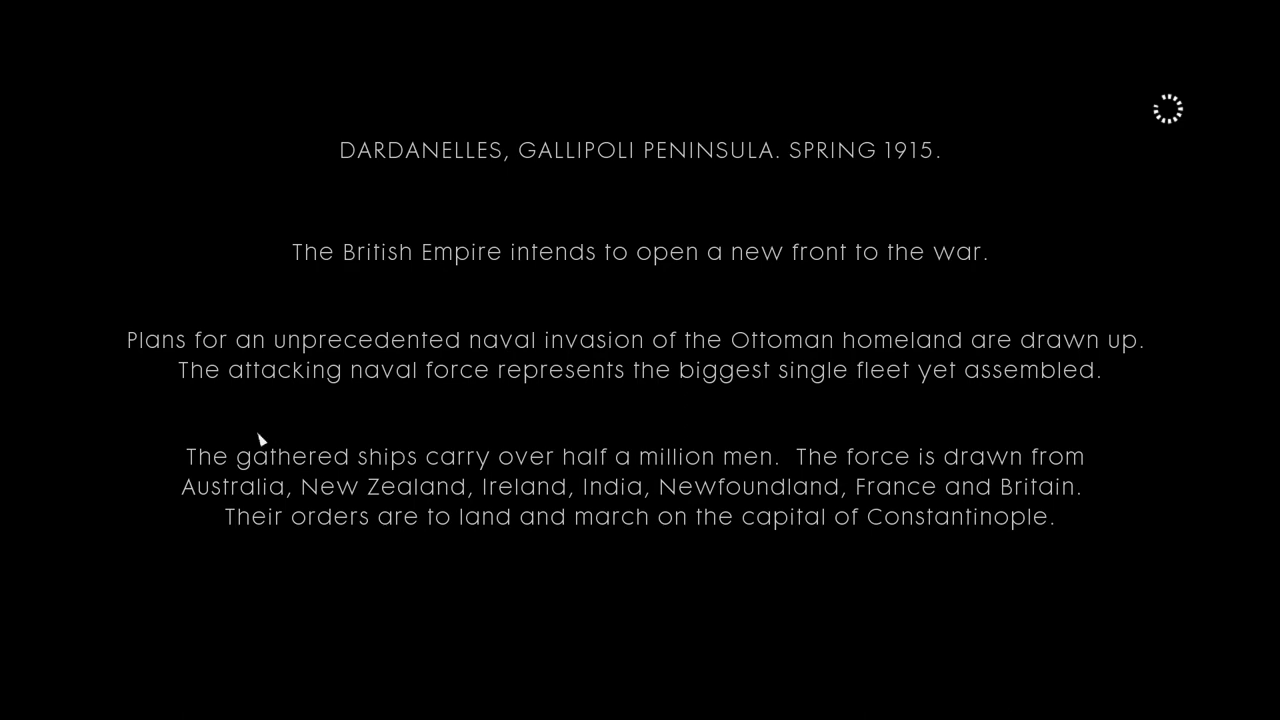 DARDANELLES, GALLIPOLI PENINSULA. SPRING 1915.
The British Empire intends to open a new front to the war.
Plans for an unprecedented naval invasion of the Ottoman homeland are drawn up.
The attacking naval force represents the biggest single fleet yet assembled.
The gathered ships carry over half a million men.  The force is drawn from
Australia, New Zealand, Ireland, India, Newfoundland, France and Britain.
Their orders are to land and march on the capital of Constantinople.